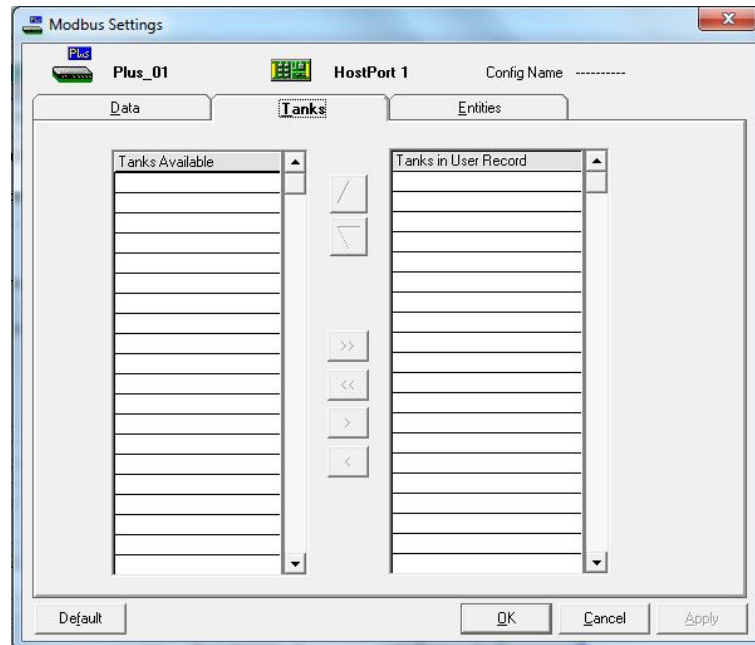 Modbus Settings
Plus
Plus_01 HostPort 1 Config Name ----------
Data Tanks Entities
Tanks Available Tanks in User Record
>>
<<
>
<
Default OK Cancel Apply